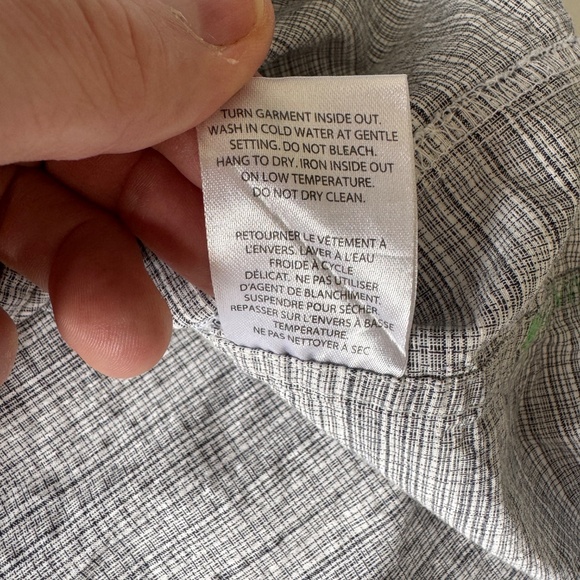 TURN GARMENT INSIDE OUT.
WASH IN COLD WATER AT GENTLE
SETTING. DO NOT BLEACH.
HANG TO DRY. IRON INSIDE OUT
ON LOW TEMPERATURE.
DO NOT DRY CLEAN.
RETOURNER LE VÊTEMENT À
L'ENVERS. LAVER À L'EAU
FROIDE À CYCLE
DÉLICAT. NE PAS UTILISER
D'AGENT DE BLANCHIMENT.
SUSPENDRE POUR SÉCHER.
REPASSER SUR L'ENVERS À BASSE
TEMPÉRATURE.
NE PAS NETTOYER À SEC